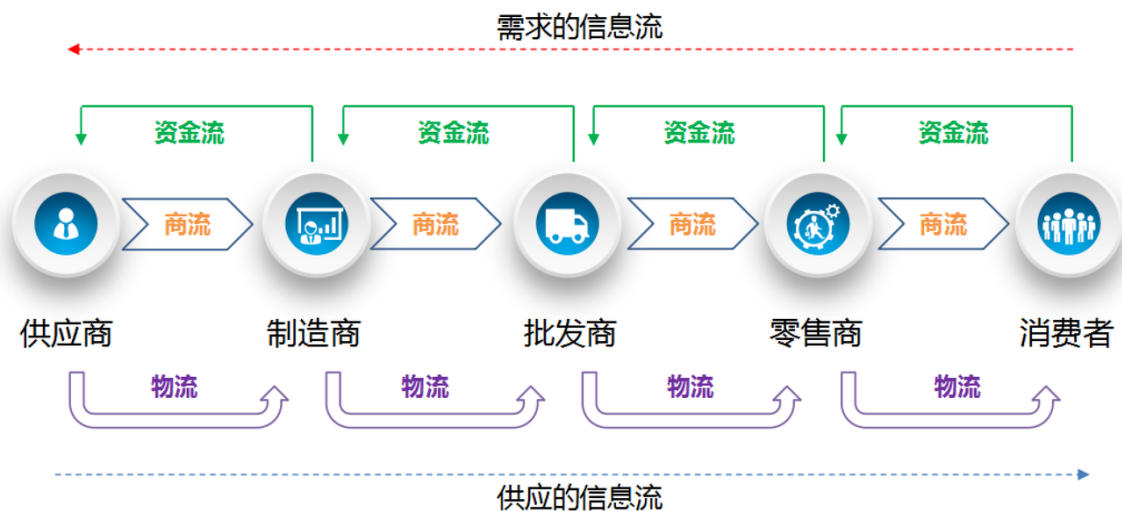 需求的信息流
资金流 资金流 资金流 资金流
商流 商流 商流 商流
供应商 制造商 批发商 零售商 消费者
物流 物流 物流 物流
供应的信息流